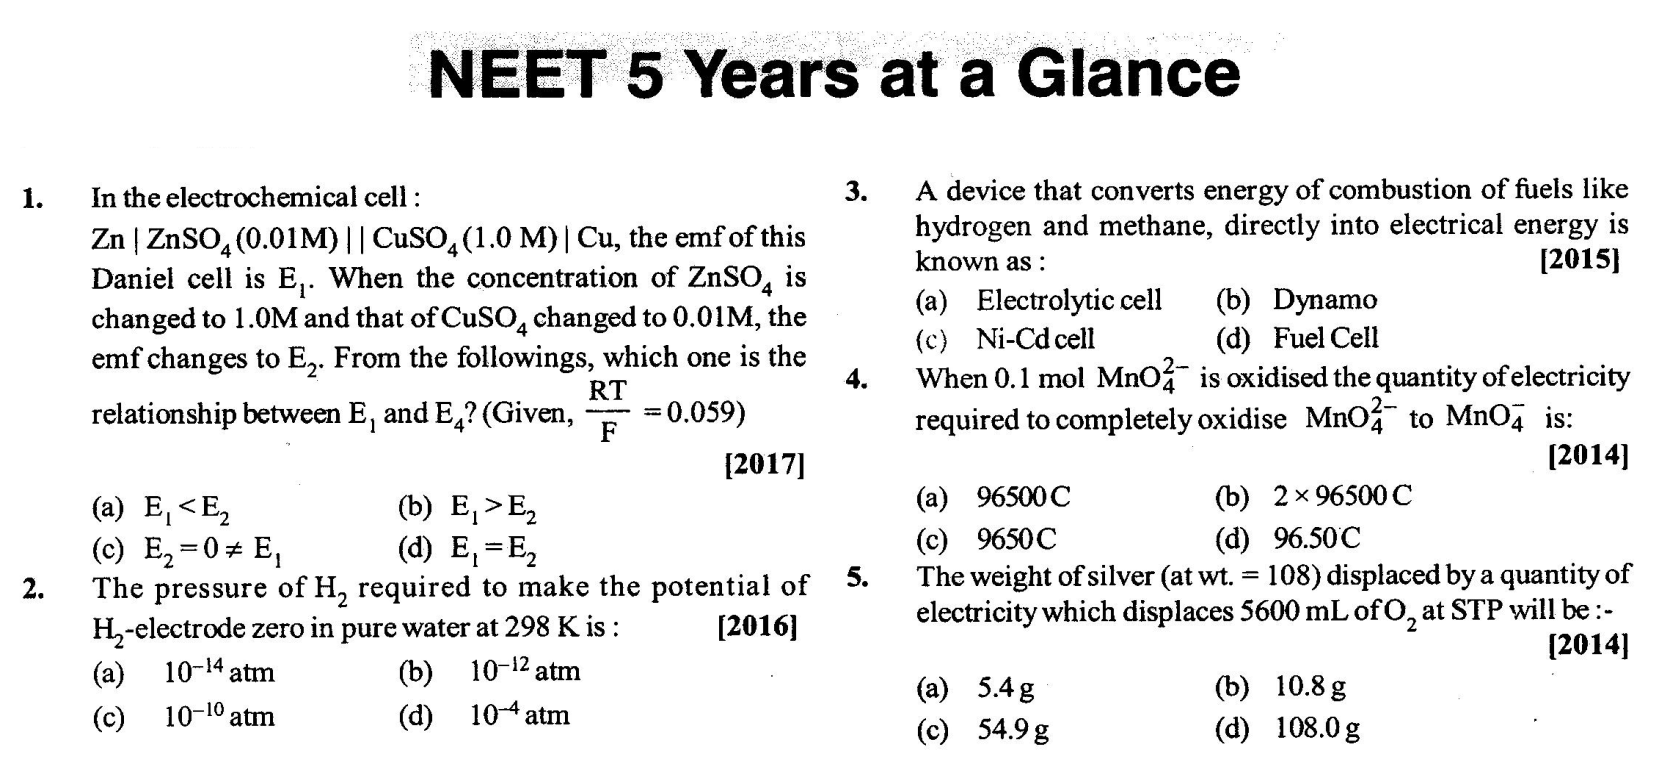 NEET 5 Years at a Glance
1. In the electrochemical cell :
Zn | ZnSO₄ (0.01M) || CuSO₄ (1.0 M) | Cu, the emf of this
Daniel cell is E₁. When the concentration of ZnSO₄ is
changed to 1.0M and that of CuSO₄ changed to 0.01M, the
emf changes to E₂. From the followings, which one is the
relationship between E₁ and E₄? (Given, RT/F = 0.059)
[2017]
(a) E₁ < E₂ (b) E₁ > E₂
(c) E₂ = 0 ≠ E₁ (d) E₁ = E₂
2. The pressure of H₂ required to make the potential of
H₂-electrode zero in pure water at 298 K is : [2016]
(a) 10⁻¹⁴ atm (b) 10⁻¹² atm
(c) 10⁻¹⁰ atm (d) 10⁻⁴ atm
3. A device that converts energy of combustion of fuels like
hydrogen and methane, directly into electrical energy is
known as : [2015]
(a) Electrolytic cell (b) Dynamo
(c) Ni-Cd cell (d) Fuel Cell
4. When 0.1 mol MnO₄²⁻ is oxidised the quantity of electricity
required to completely oxidise MnO₄²⁻ to MnO₄⁻ is:
[2014]
(a) 96500 C (b) 2 × 96500 C
(c) 9650 C (d) 96.50 C
5. The weight of silver (at wt. = 108) displaced by a quantity of
electricity which displaces 5600 mL of O₂ at STP will be :-
[2014]
(a) 5.4 g (b) 10.8 g
(c) 54.9 g (d) 108.0 g